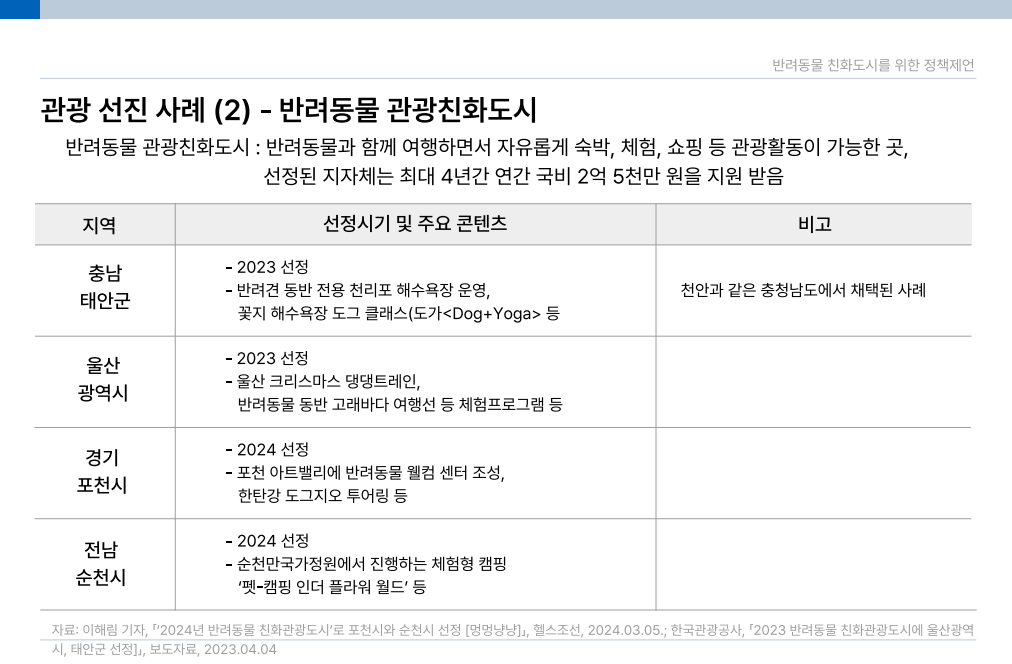 반려동물 친화도시를 위한 정책제언
관광 선진 사례 (2) - 반려동물 관광친화도시
반려동물 관광친화도시 : 반려동물과 함께 여행하면서 자유롭게 숙박, 체험, 쇼핑 등 관광활동이 가능한 곳,
선정된 지자체는 최대 4년간 연간 국비 2억 5천만 원을 지원 받음
지역 선정시기 및 주요 콘텐츠 비고
충남
태안군
- 2023 선정
- 반려견 동반 전용 천리포 해수욕장 운영,
꽃지 해수욕장 도그 클래스(도가<Dog+Yoga> 등
천안과 같은 충청남도에서 채택된 사례
울산
광역시
- 2023 선정
- 울산 크리스마스 댕댕트레인,
반려동물 동반 고래바다 여행선 등 체험프로그램 등
경기
포천시
- 2024 선정
- 포천 아트밸리에 반려동물 웰컴 센터 조성,
한탄강 도그지오 투어링 등
전남
순천시
- 2024 선정
- 순천만국가정원에서 진행하는 체험형 캠핑
‘펫-캠핑 인더 플라워 월드’ 등
자료: 이해림 기자, 「‘2024년 반려동물 친화관광도시’로 포천시와 순천시 선정 [멍멍냥냥]」, 헬스조선, 2024.03.05.; 한국관광공사, 「2023 반려동물 친화관광도시에 울산광역
시, 태안군 선정]」, 보도자료, 2023.04.04